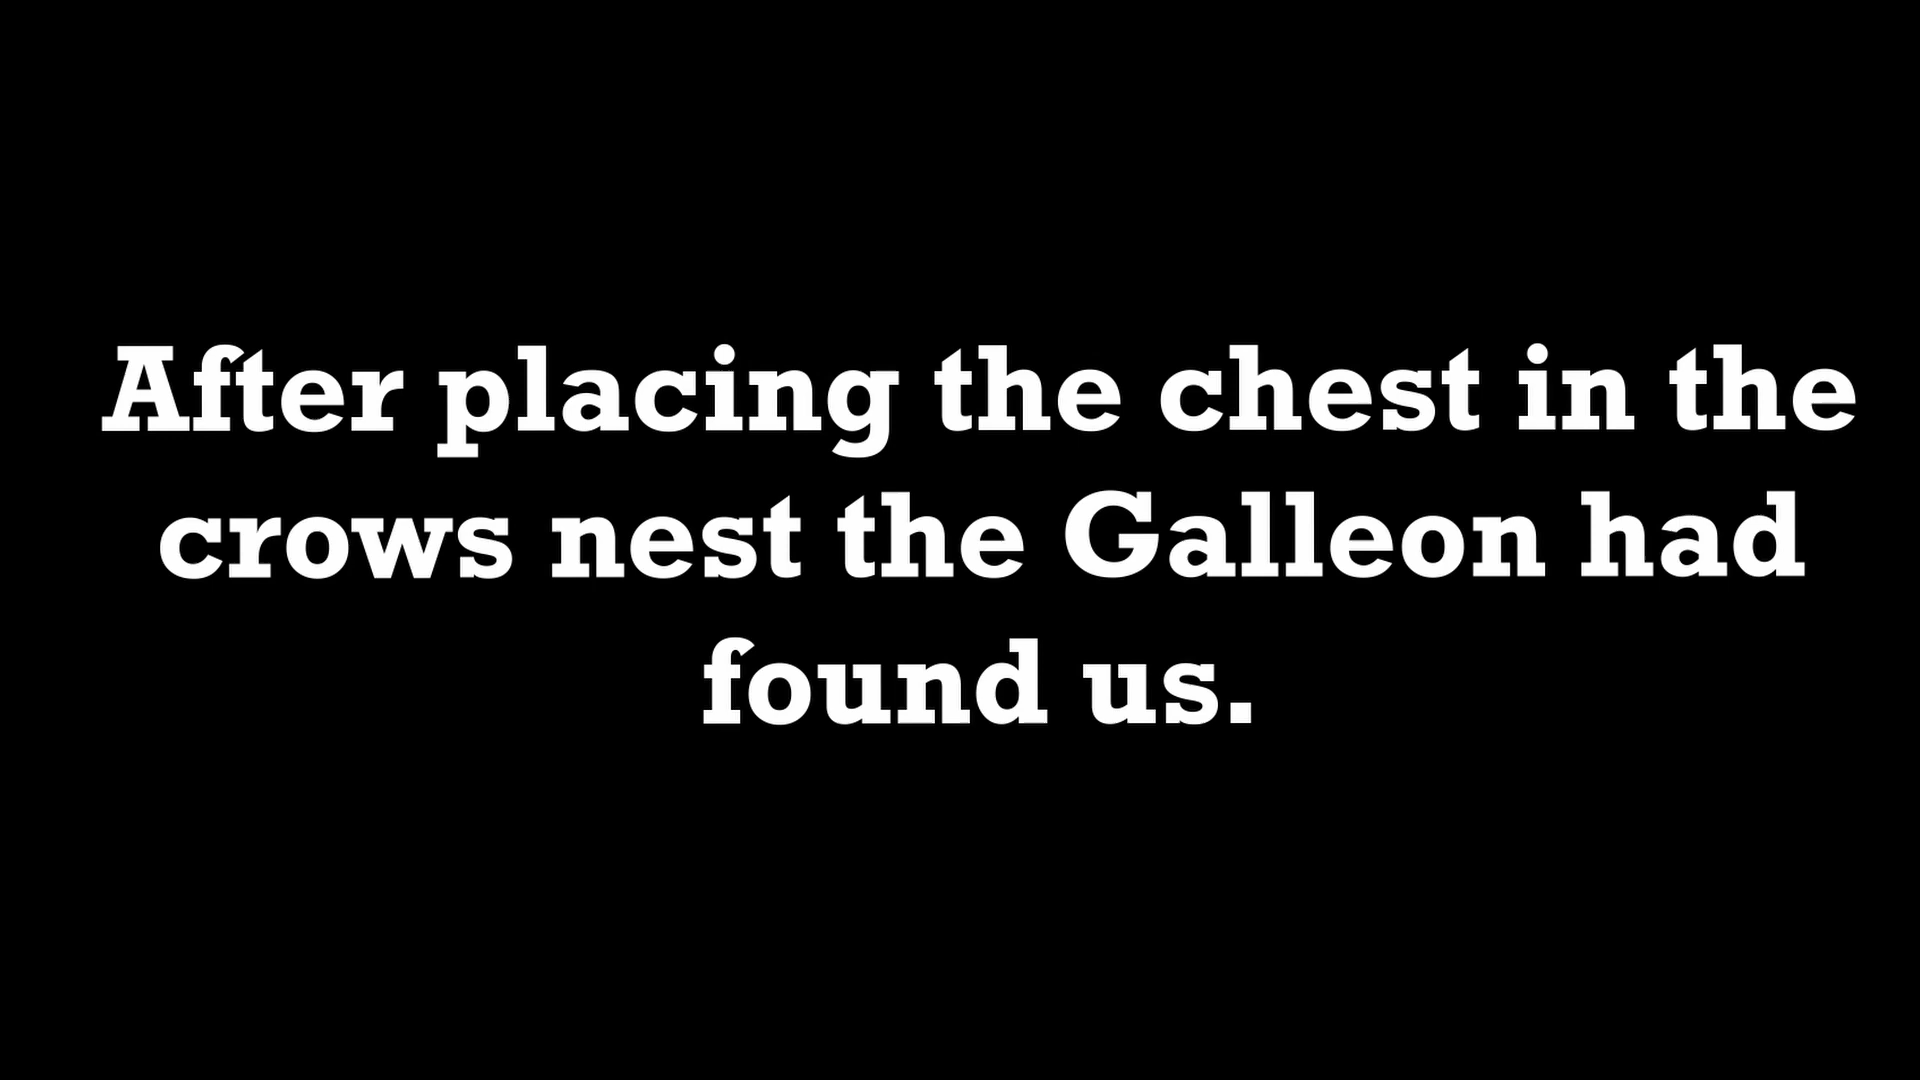 After placing the chest in the
crows nest the Galleon had
found us.